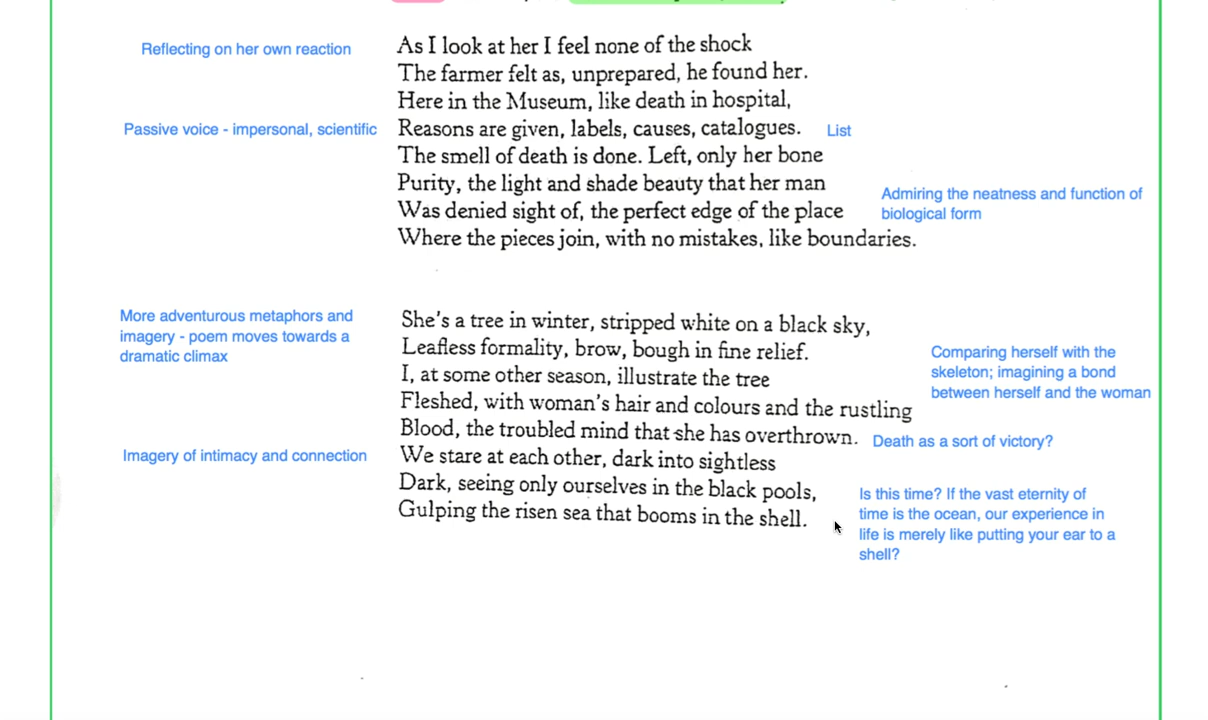 Reflecting on her own reaction
As I look at her I feel none of the shock
The farmer felt as, unprepared, he found her.
Here in the Museum, like death in hospital,
Passive voice - impersonal, scientific
Reasons are given, labels, causes, catalogues.
List
The smell of death is done. Left, only her bone
Purity, the light and shade beauty that her man
Was denied sight of, the perfect edge of the place
Where the pieces join, with no mistakes, like boundaries.
Admiring the neatness and function of
biological form
More adventurous metaphors and
imagery - poem moves towards a
dramatic climax
She's a tree in winter, stripped white on a black sky,
Leafless formality, brow, bough in fine relief.
I, at some other season, illustrate the tree
Fleshed, with woman's hair and colours and the rustling
Blood, the troubled mind that she has overthrown.
Comparing herself with the
skeleton; imagining a bond
between herself and the woman
Death as a sort of victory?
Imagery of intimacy and connection
We stare at each other, dark into sightless
Dark, seeing only ourselves in the black pools,
Gulping the risen sea that booms in the shell.
Is this time? If the vast eternity of
time is the ocean, our experience in
life is merely like putting your ear to a
shell?